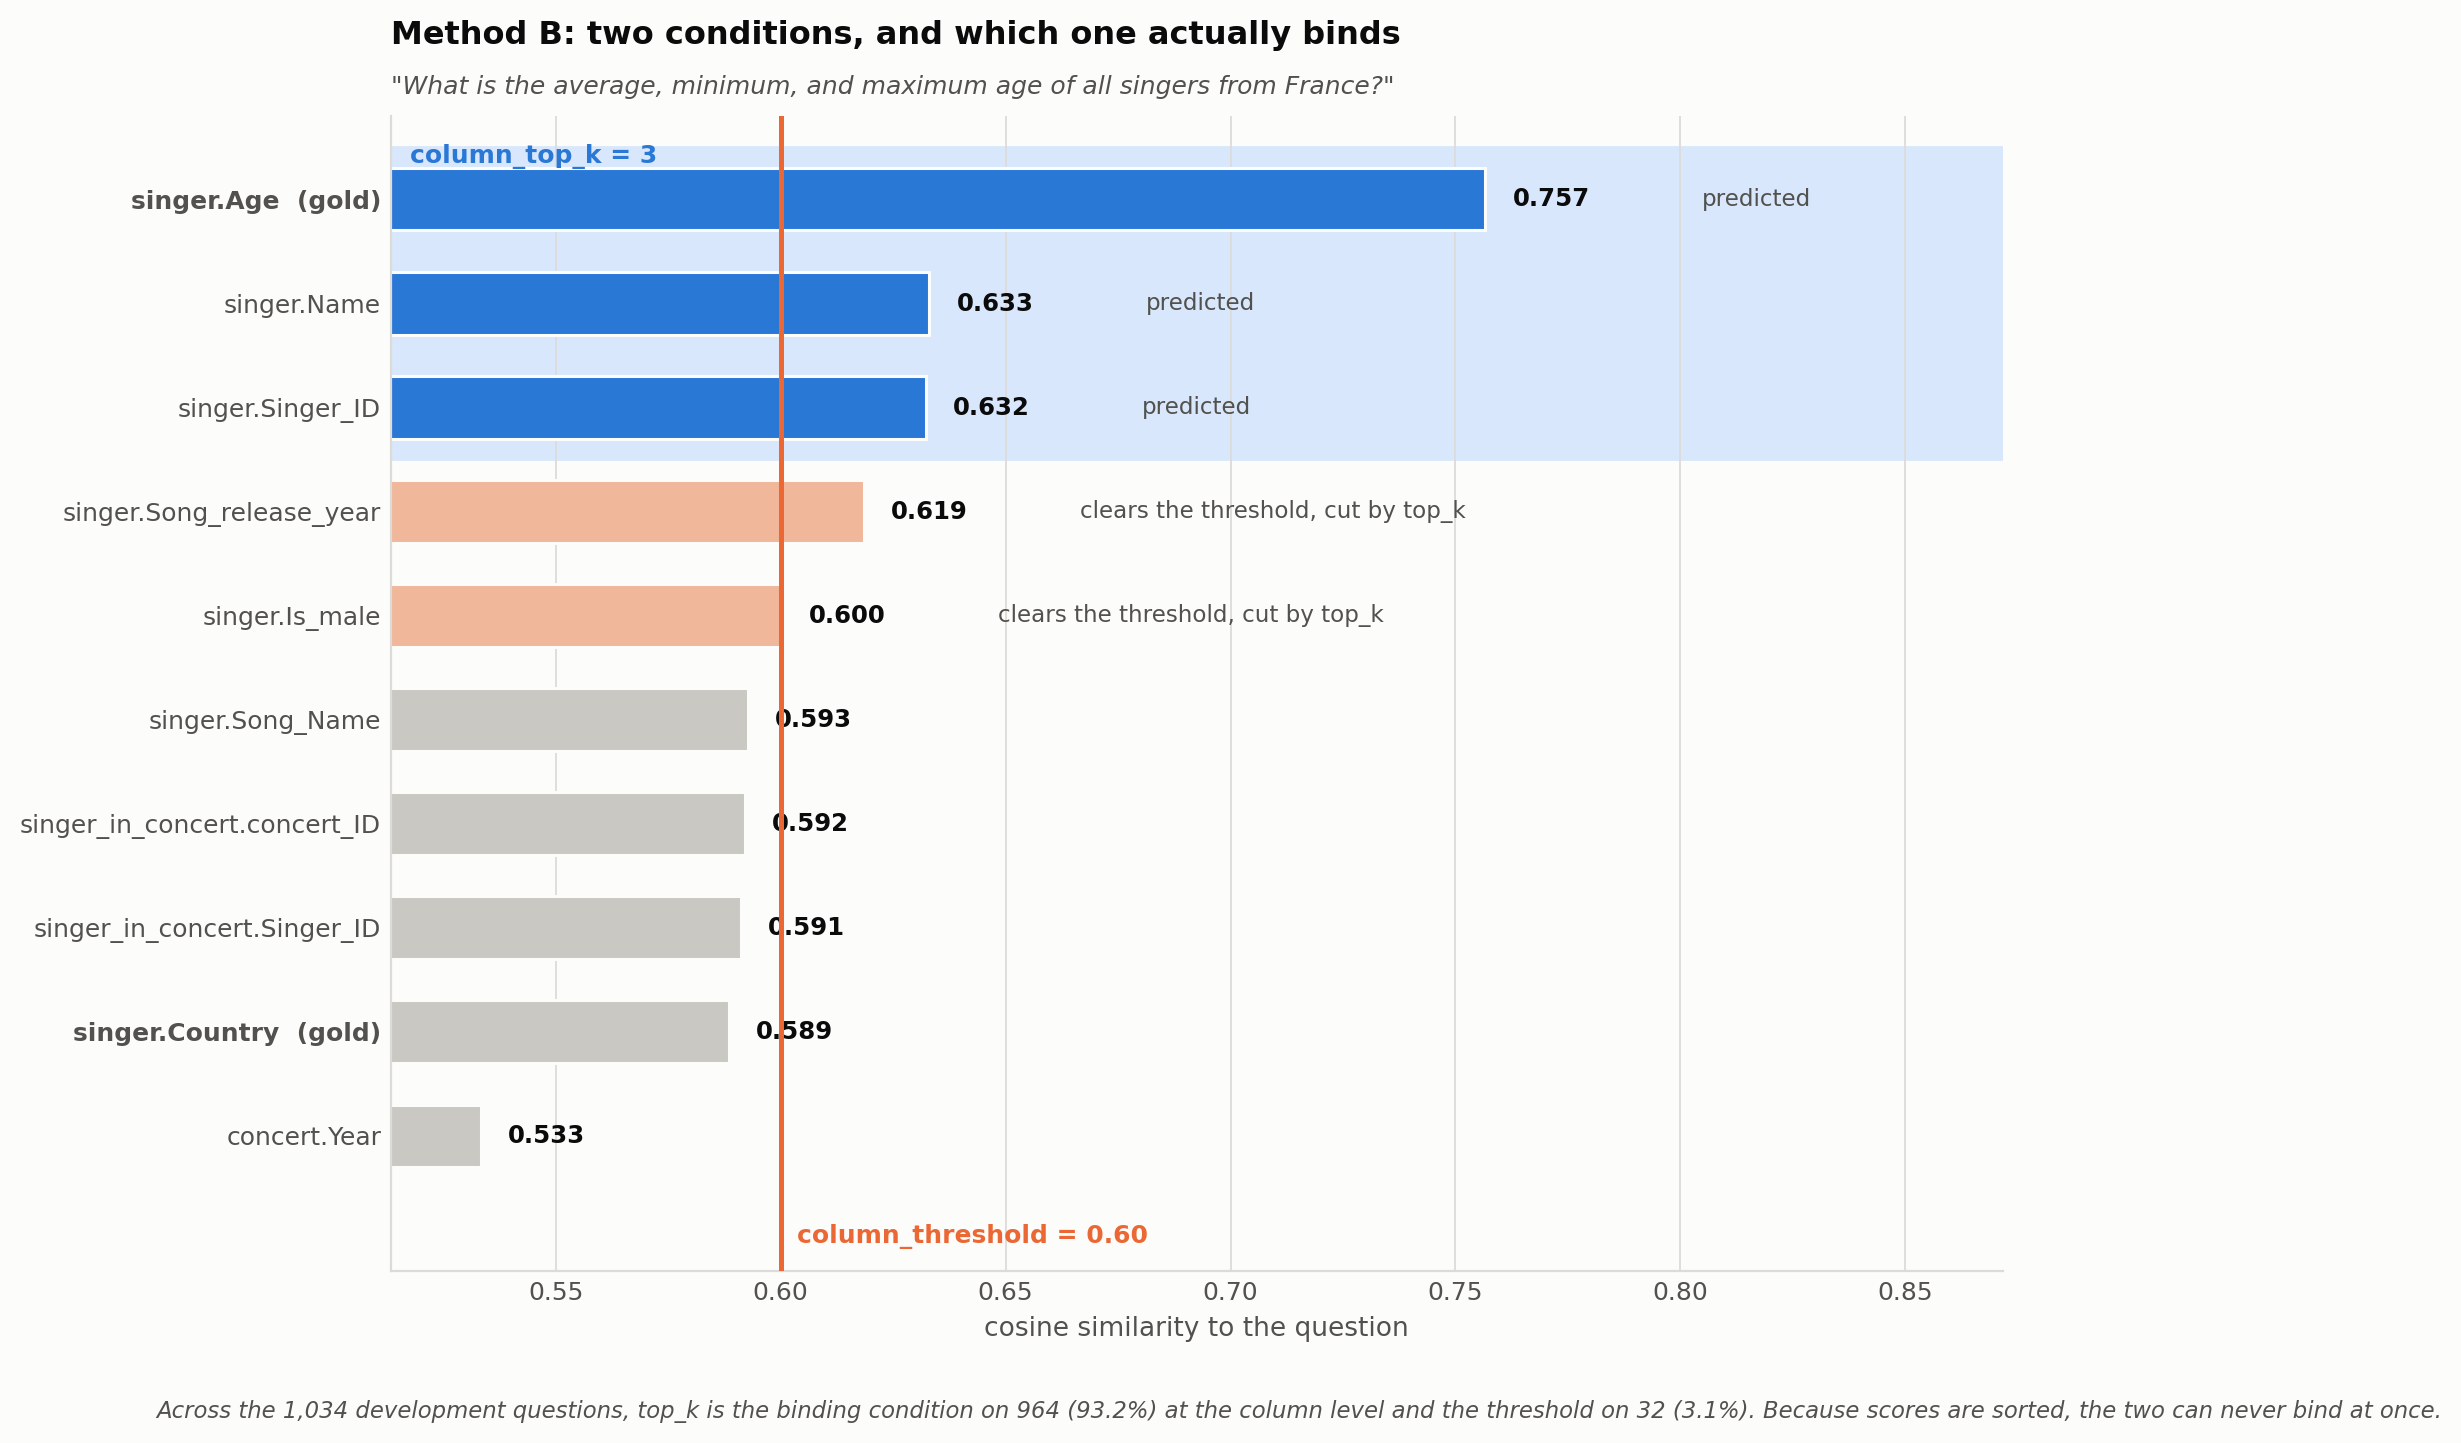 Method B: two conditions, and which one actually binds
"What is the average, minimum, and maximum age of all singers from France?"
column_top_k = 3
singer.Age (gold) 0.757 predicted
singer.Name 0.633 predicted
singer.Singer_ID 0.632 predicted
singer.Song_release_year 0.619 clears the threshold, cut by top_k
singer.Is_male 0.600 clears the threshold, cut by top_k
singer.Song_Name 0.593
singer_in_concert.concert_ID 0.592
singer_in_concert.Singer_ID 0.591
singer.Country (gold) 0.589
concert.Year 0.533
column_threshold = 0.60
0.55 0.60 0.65 0.70 0.75 0.80 0.85
cosine similarity to the question
Across the 1,034 development questions, top_k is the binding condition on 964 (93.2%) at the column level and the threshold on 32 (3.1%). Because scores are sorted, the two can never bind at once.